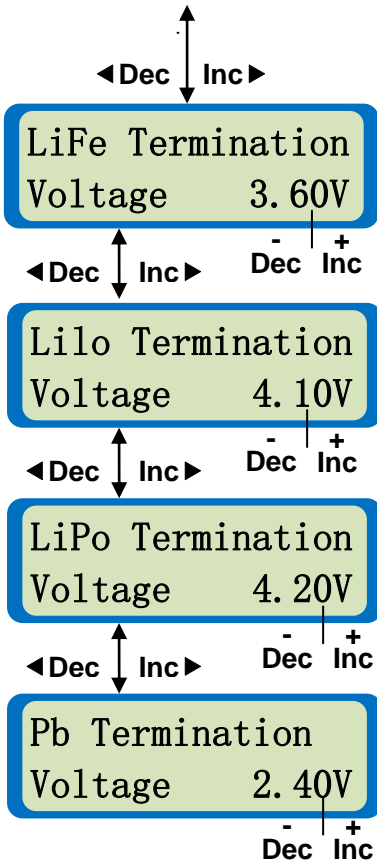 ◄Dec Inc►
LiFe Termination
Voltage 3.60V
- +
Dec Inc
◄Dec Inc►
Lilo Termination
Voltage 4.10V
- +
Dec Inc
◄Dec Inc►
LiPo Termination
Voltage 4.20V
- +
Dec Inc
◄Dec Inc►
Pb Termination
Voltage 2.40V
- +
Dec Inc